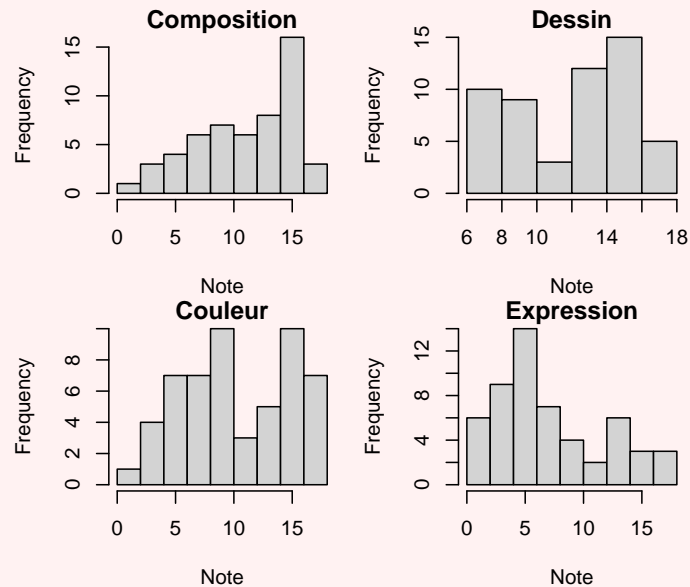 Composition
Frequency
0 5 10 15
0 5 10 15
Note
Dessin
Frequency
0 5 10 15
6 8 10 14 18
Note
Couleur
Frequency
0 2 4 6 8
0 5 10 15
Note
Expression
Frequency
0 4 8 12
0 5 10 15
Note